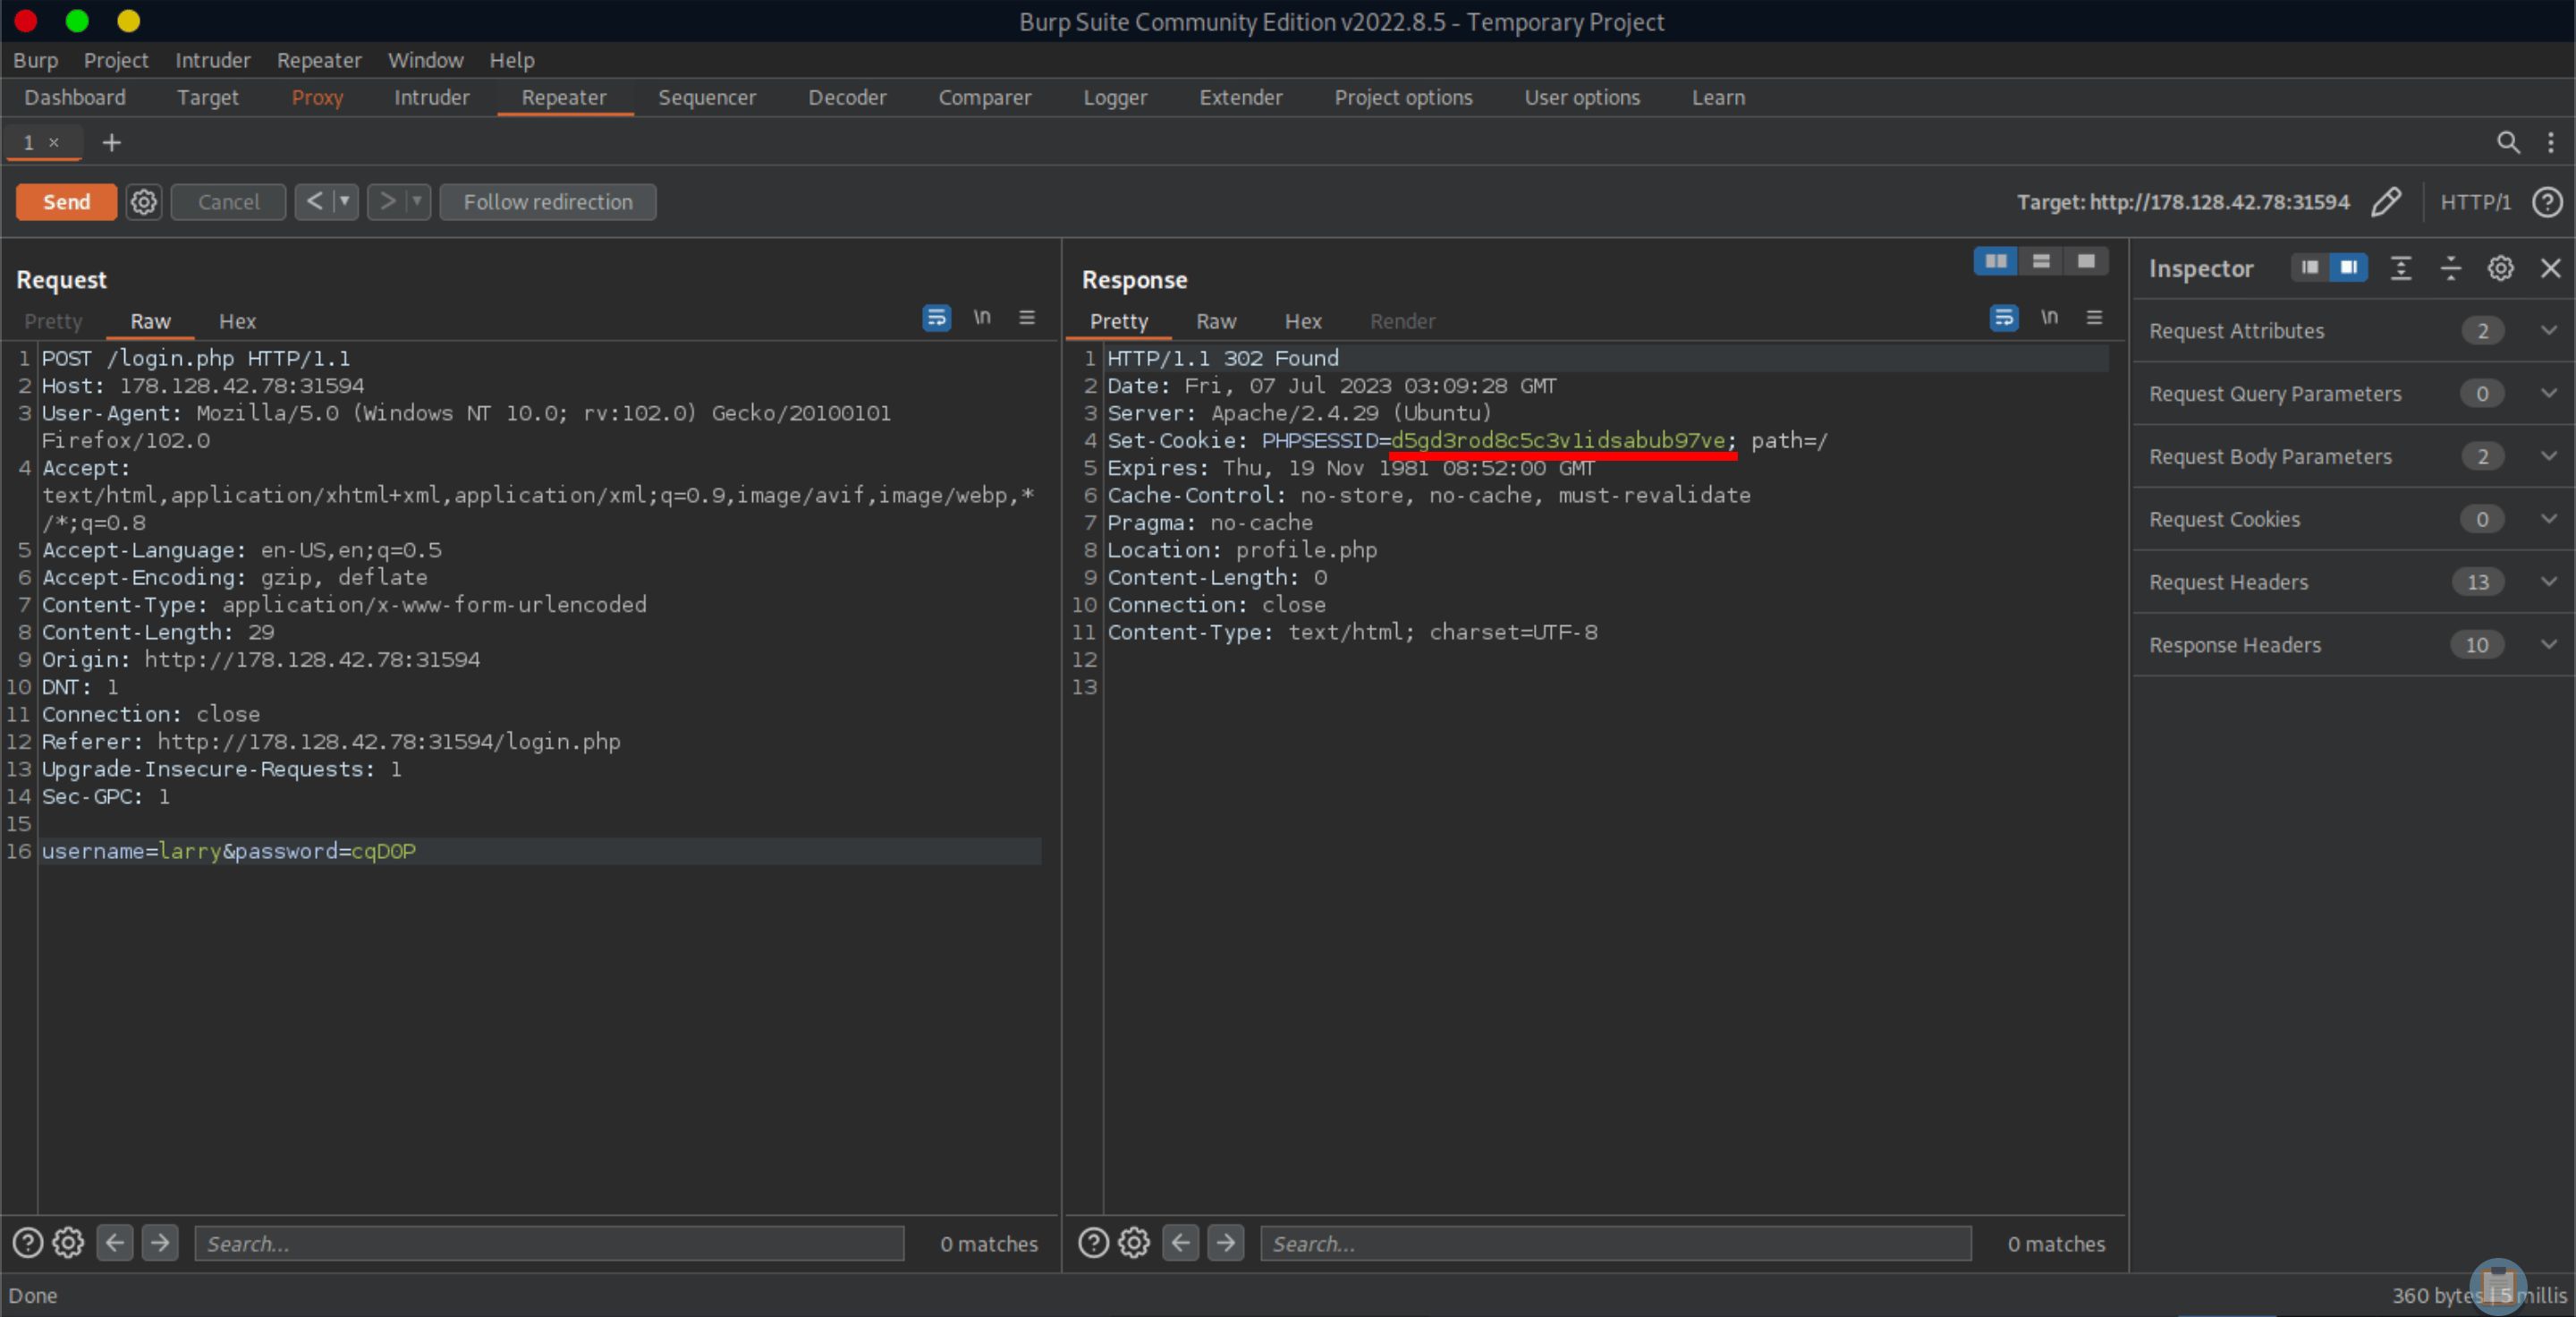 Burp Suite Community Edition v2022.8.5 - Temporary Project
Burp Project Intruder Repeater Window Help
Dashboard Target Proxy Intruder Repeater Sequencer Decoder Comparer Logger Extender Project options User options Learn
1 × +
Send Cancel < > Follow redirection Target: http://178.128.42.78:31594 HTTP/1 ?
Request
Pretty Raw Hex \n
1 POST /login.php HTTP/1.1
2 Host: 178.128.42.78:31594
3 User-Agent: Mozilla/5.0 (Windows NT 10.0; rv:102.0) Gecko/20100101
Firefox/102.0
4 Accept:
text/html,application/xhtml+xml,application/xml;q=0.9,image/avif,image/webp,*
/*;q=0.8
5 Accept-Language: en-US,en;q=0.5
6 Accept-Encoding: gzip, deflate
7 Content-Type: application/x-www-form-urlencoded
8 Content-Length: 29
9 Origin: http://178.128.42.78:31594
10 DNT: 1
11 Connection: close
12 Referer: http://178.128.42.78:31594/login.php
13 Upgrade-Insecure-Requests: 1
14 Sec-GPC: 1
15
16 username=larry&password=cqD0P
? Search... 0 matches
Response
Pretty Raw Hex Render \n
1 HTTP/1.1 302 Found
2 Date: Fri, 07 Jul 2023 03:09:28 GMT
3 Server: Apache/2.4.29 (Ubuntu)
4 Set-Cookie: PHPSESSID=d5gd3rod8c5c3vlidsabub97ve; path=/
5 Expires: Thu, 19 Nov 1981 08:52:00 GMT
6 Cache-Control: no-store, no-cache, must-revalidate
7 Pragma: no-cache
8 Location: profile.php
9 Content-Length: 0
10 Connection: close
11 Content-Type: text/html; charset=UTF-8
12
13
? Search... 0 matches
Inspector
Request Attributes 2
Request Query Parameters 0
Request Body Parameters 2
Request Cookies 0
Request Headers 13
Response Headers 10
Done
360 bytes | 5 millis